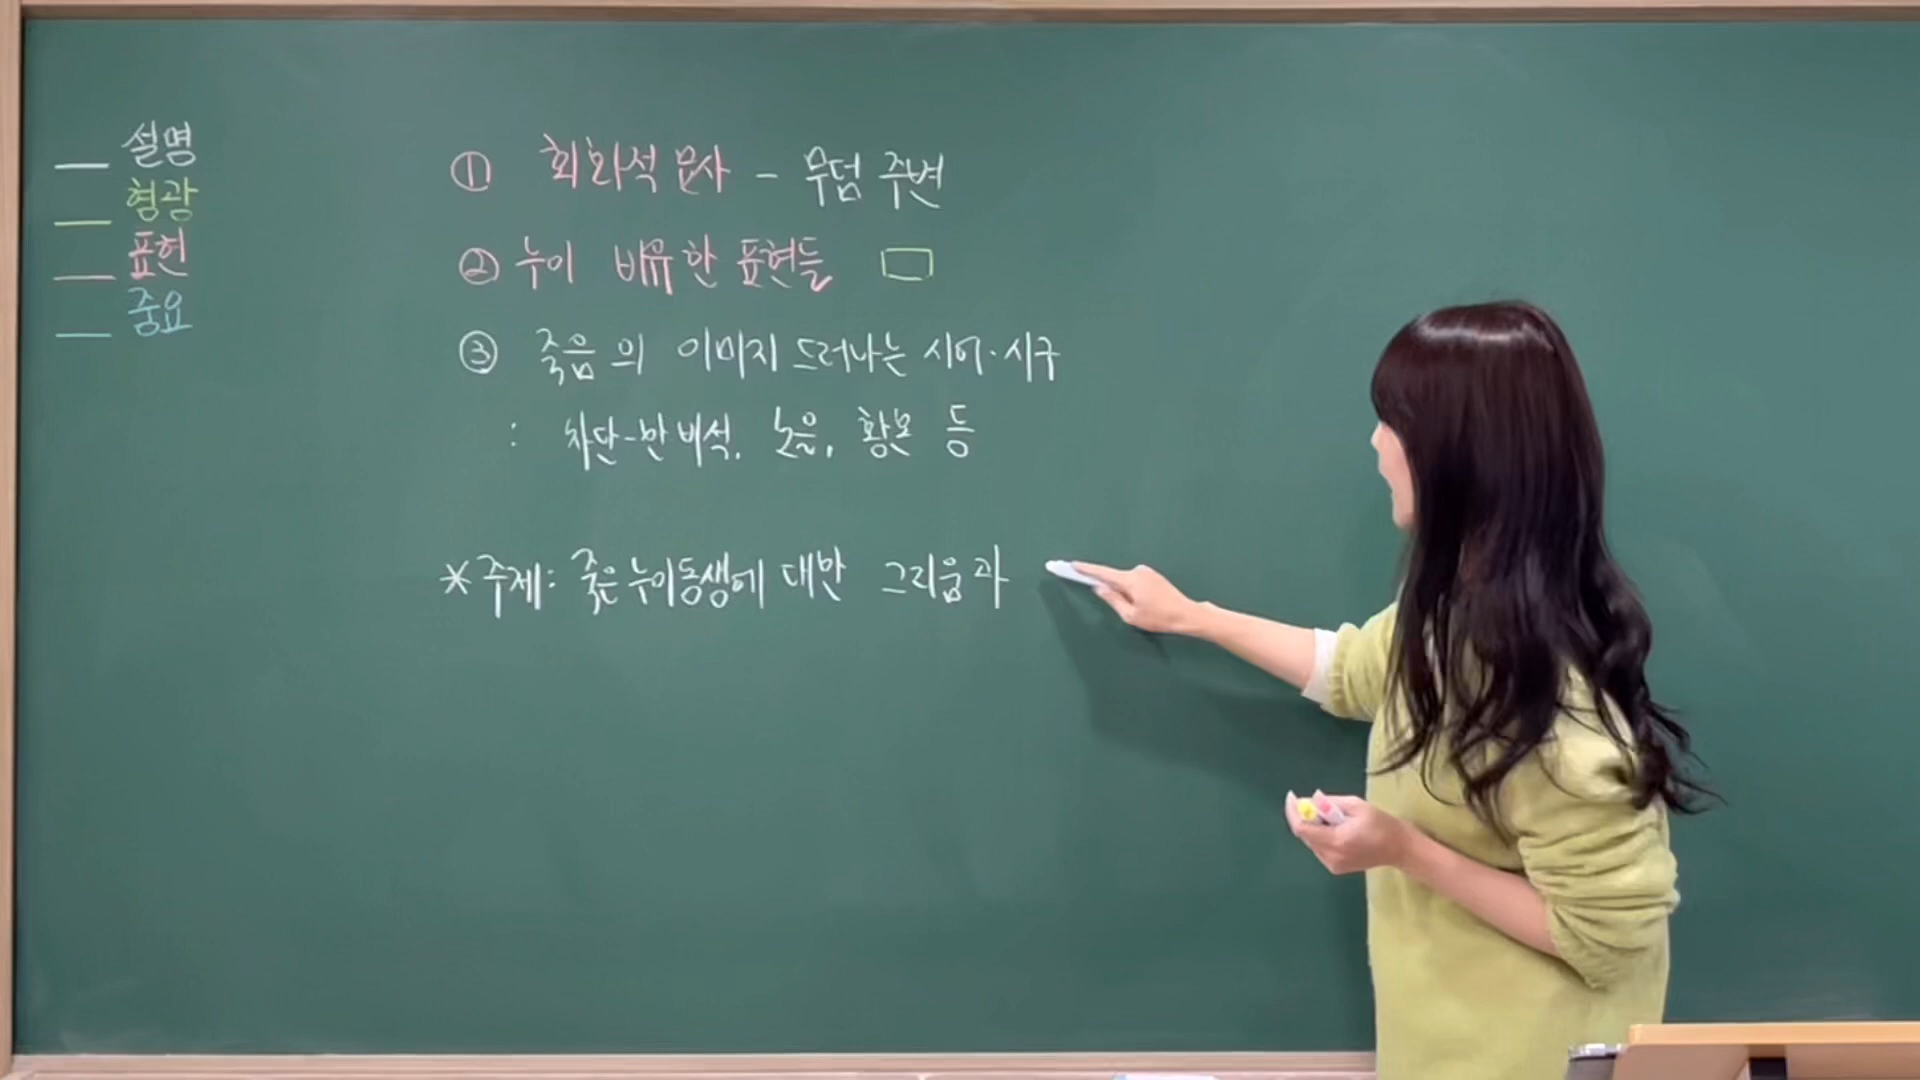 설명
형광
표현
중요
① 회화적 묘사 - 무덤 주변
② 누이 비유한 표현들
③ 죽음의 이미지 드러나는 시어·시구
: 차단-한 비석, 노을, 황혼 등
* 주제: 죽은 누이동생에 대한 그리움과